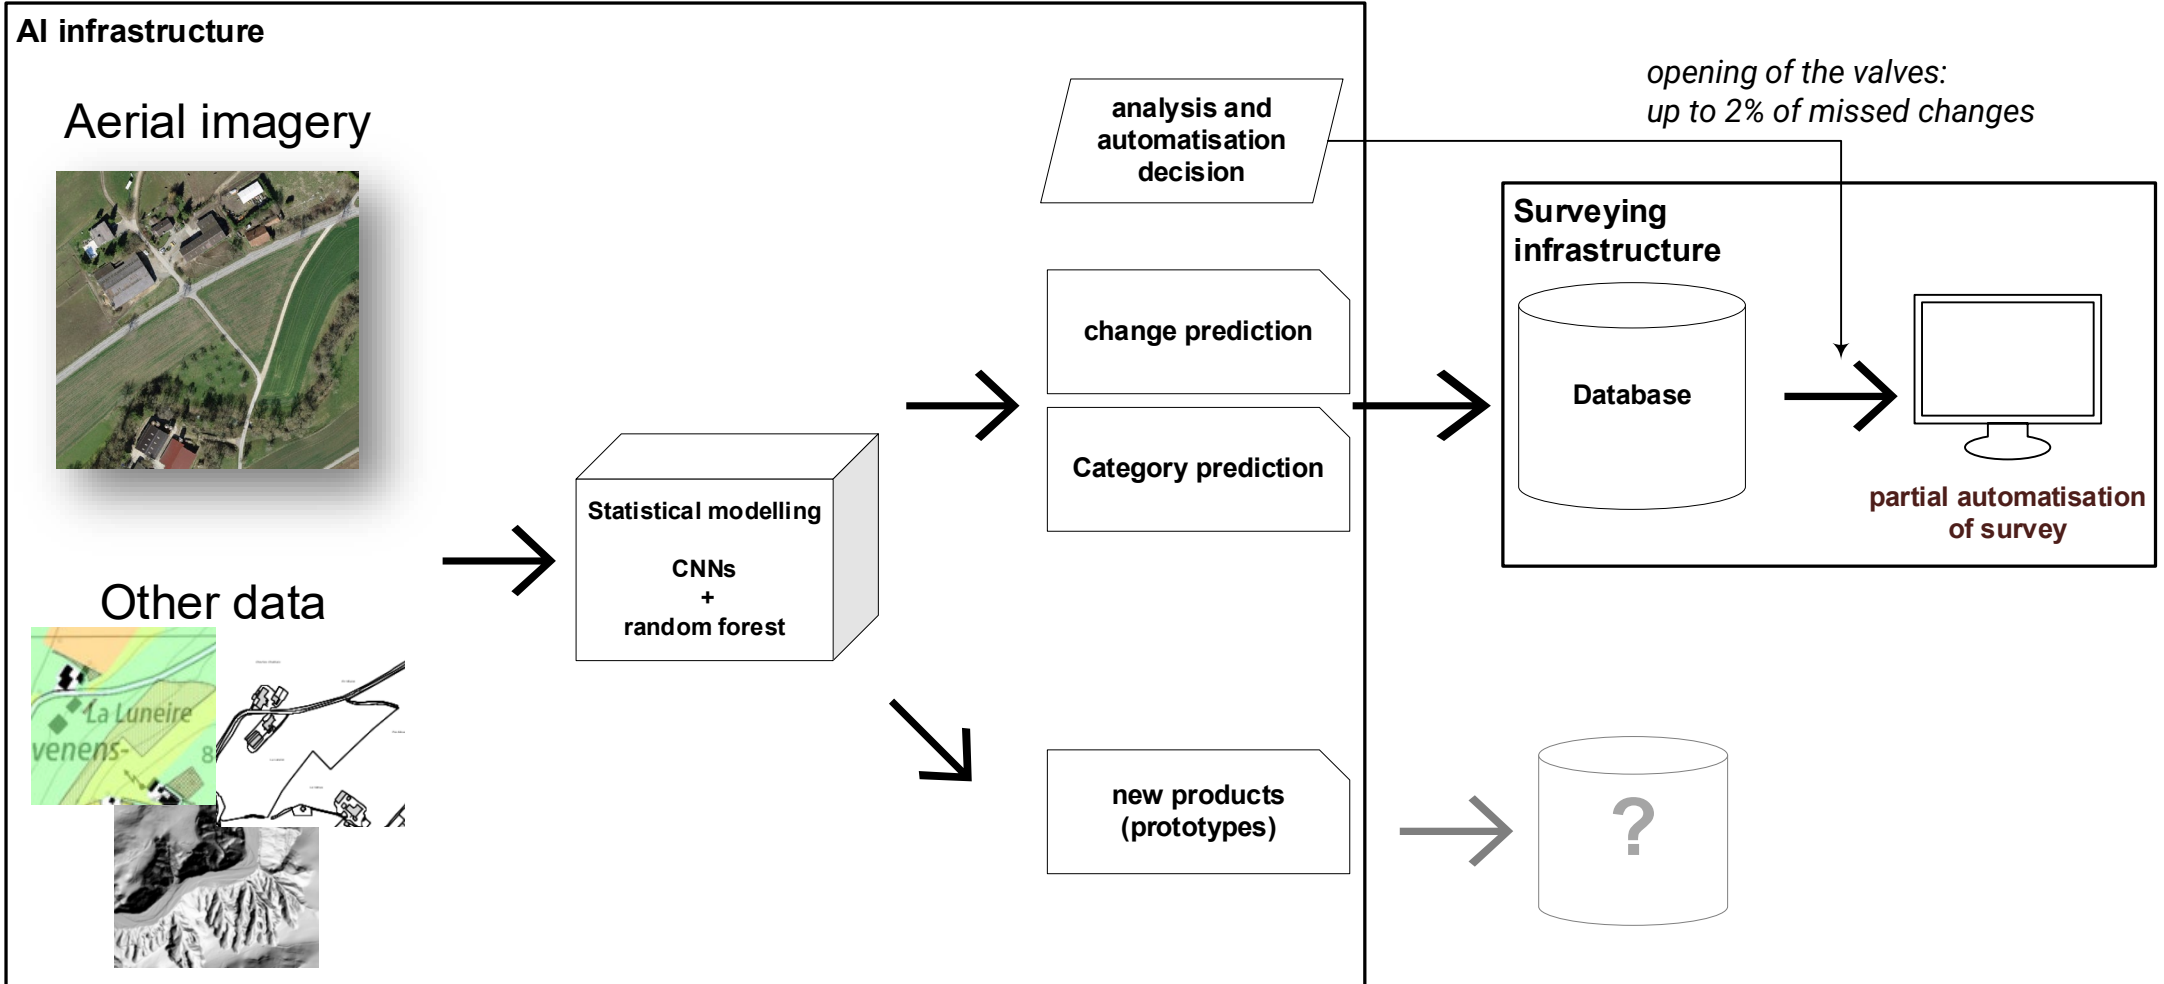 AI infrastructure
Aerial imagery
Other data
La Luneire
venens-
8
Statistical modelling
CNNs
+
random forest
analysis and
automatisation
decision
change prediction
Category prediction
new products
(prototypes)
opening of the valves:
up to 2% of missed changes
Surveying
infrastructure
Database
partial automatisation
of survey
?